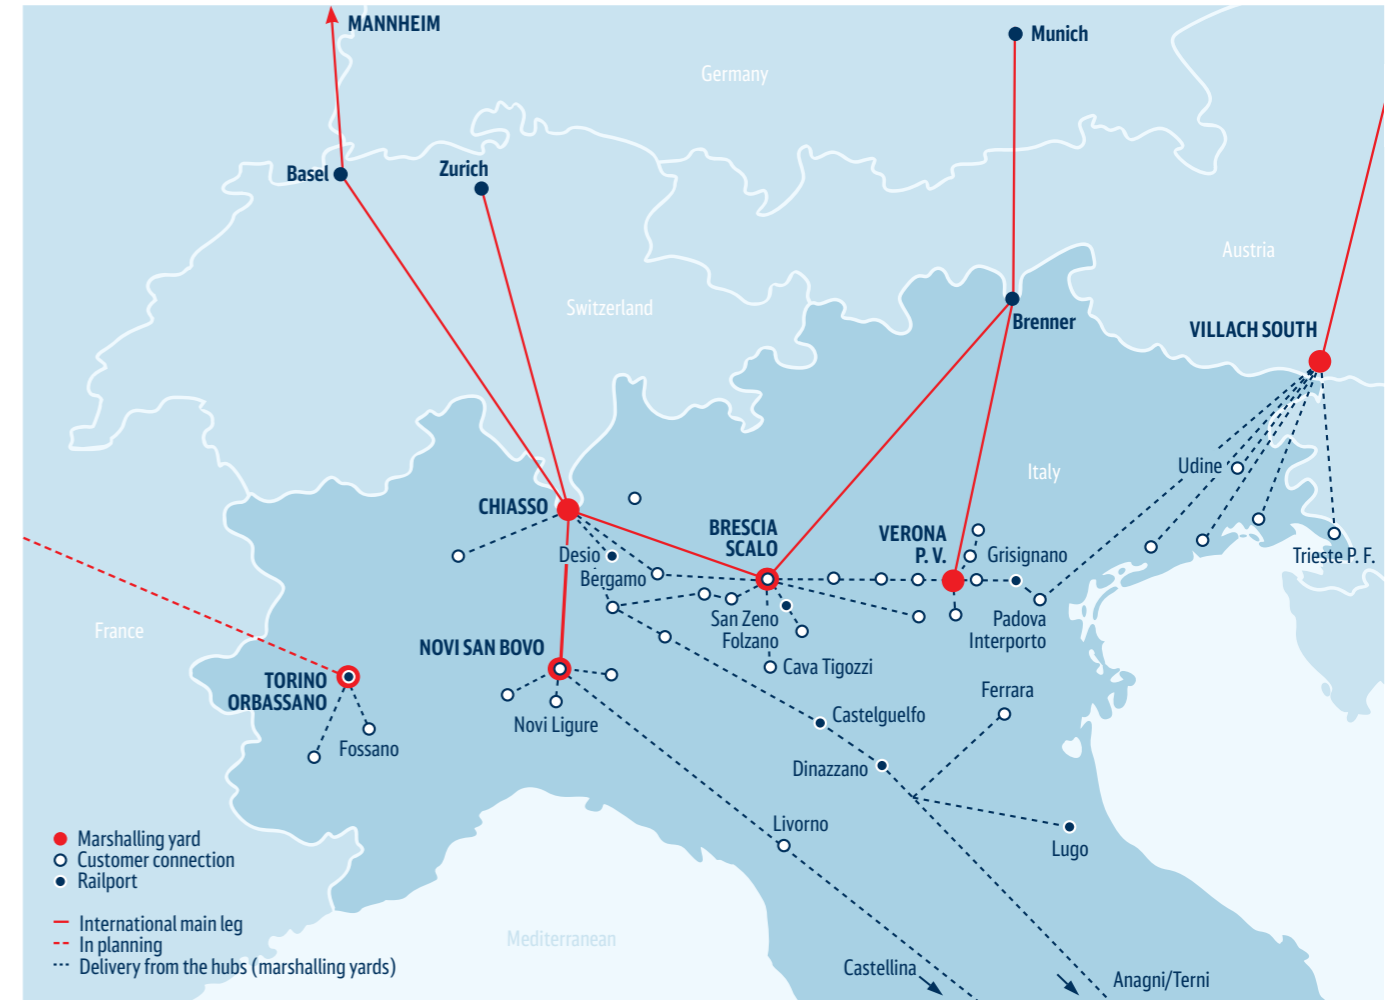 MANNHEIM
Munich
Germany
Basel
Zurich
Austria
Switzerland
Brenner
VILLACH SOUTH
Italy
Udine
CHIASSO
BRESCIA
SCALO
VERONA
P. V.
Grisignano
Desio
Bergamo
Trieste P. F.
San Zeno
Folzano
Padova
Interporto
France
NOVI SAN BOVO
Cava Tigozzi
TORINO
ORBASSANO
Ferrara
Novi Ligure
Castelguelfo
Fossano
Dinazzano
Livorno
Lugo
Marshalling yard
Customer connection
Railport
International main leg
In planning
Delivery from the hubs (marshalling yards)
Mediterranean
Castellina
Anagni/Terni